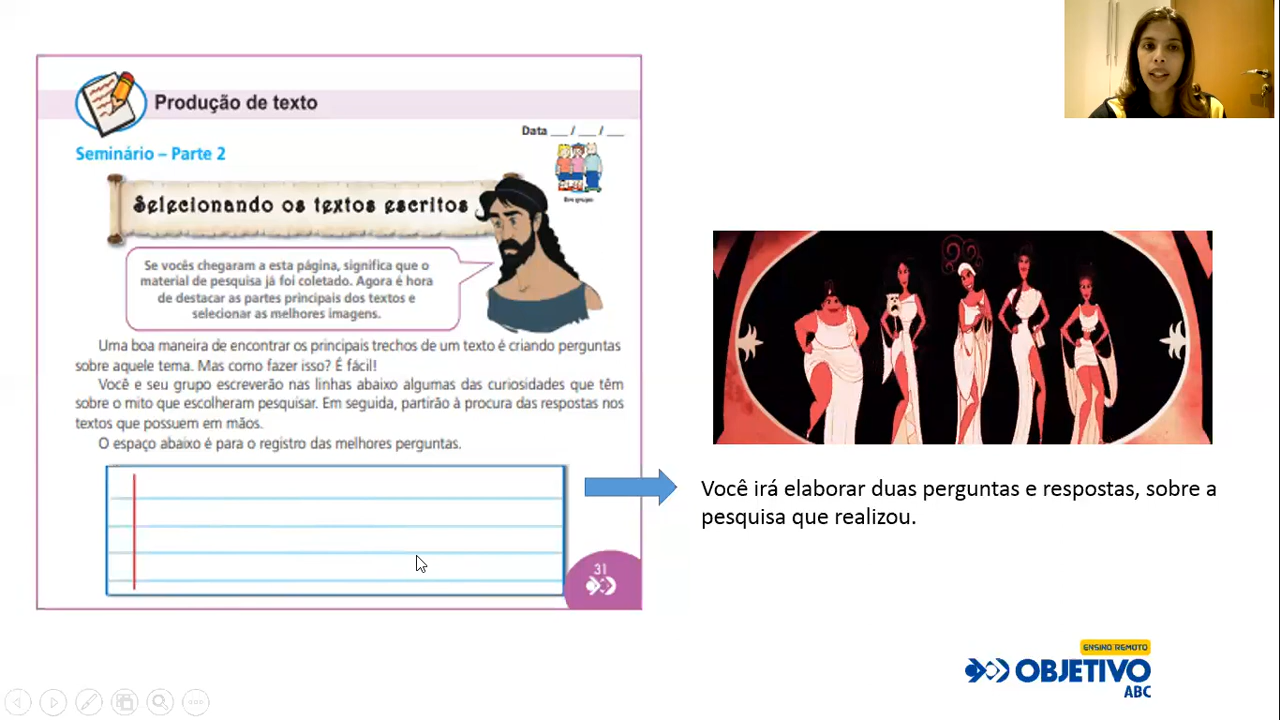 Produção de texto
Data ___ / ___ / ___
Seminário – Parte 2
Em grupo
Selecionando os textos escritos
Se vocês chegaram a esta página, significa que o
material de pesquisa já foi coletado. Agora é hora
de destacar as partes principais dos textos e
selecionar as melhores imagens.
Uma boa maneira de encontrar os principais trechos de um texto é criando perguntas
sobre aquele tema. Mas como fazer isso? É fácil!
Você e seu grupo escreverão nas linhas abaixo algumas das curiosidades que têm
sobre o mito que escolheram pesquisar. Em seguida, partirão à procura das respostas nos
textos que possuem em mãos.
O espaço abaixo é para o registro das melhores perguntas.
31
Você irá elaborar duas perguntas e respostas, sobre a
pesquisa que realizou.
ENSINO REMOTO
OBJETIVO
ABC